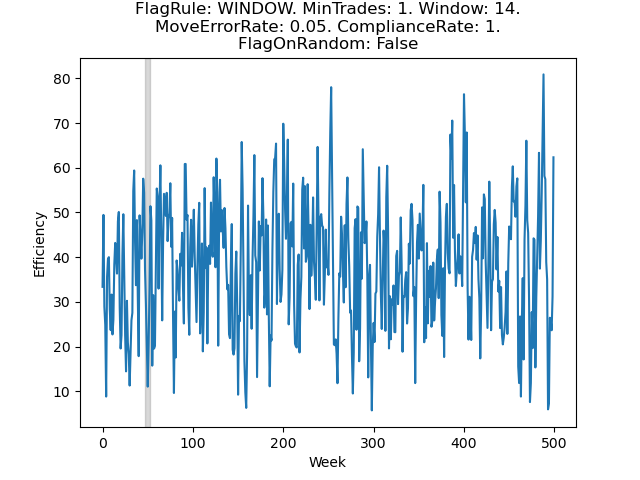 FlagRule: WINDOW. MinTrades: 1. Window: 14.
MoveErrorRate: 0.05. ComplianceRate: 1.
FlagOnRandom: False
80
70
60
50
40
30
20
10
Efficiency
0
100
200
300
400
500
Week